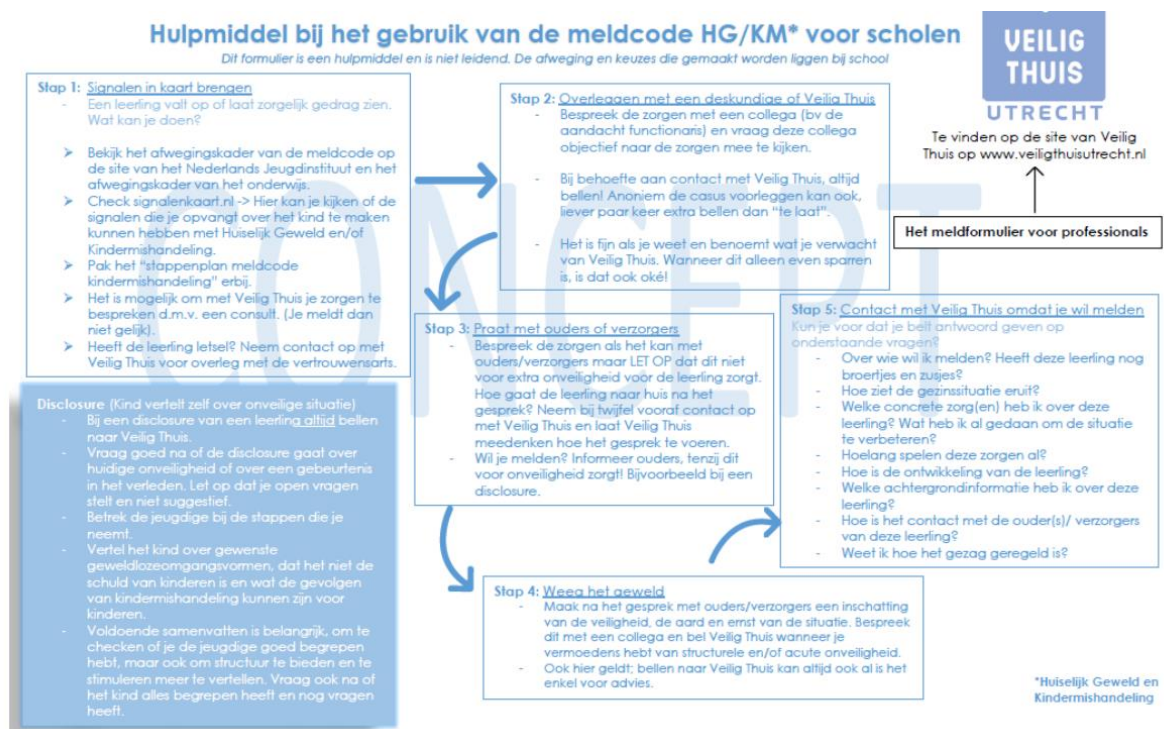 Hulpmiddel bij het gebruik van de meldcode HG/KM* voor scholen
Dit formulier is een hulpmiddel en is niet leidend. De afweging en keuzes die gemaakt worden liggen bij school
VEILIG
THUIS
UTRECHT
Te vinden op de site van Veilig
Thuis op www.veiligthuisutrecht.nl
Het meldformulier voor professionals
CONCEPT
Stap 1: Signalen in kaart brengen
- Een leerling valt op of laat zorgelijk gedrag zien.
Wat kan je doen?
➤ Bekijk het afwegingskader van de meldcode op
de site van het Nederlands Jeugdinstituut en het
afwegingskader van het onderwijs.
➤ Check signalenkaart.nl -> Hier kan je kijken of de
signalen die je opvangt over het kind te maken
kunnen hebben met Huiselijk Geweld en/of
Kindermishandeling.
➤ Pak het "stappenplan meldcode
kindermishandeling" erbij.
➤ Het is mogelijk om met Veilig Thuis je zorgen te
bespreken d.m.v. een consult. (Je meldt dan
niet gelijk).
➤ Heeft de leerling letsel? Neem contact op met
Veilig Thuis voor overleg met de vertrouwensarts.
Disclosure (Kind vertelt zelf over onveilige situatie)
- Bij een disclosure van een leerling altijd bellen
naar Veilig Thuis.
- Vraag goed na of de disclosure gaat over
huidige onveiligheid of over een gebeurtenis
in het verleden. Let op dat je open vragen
stelt en niet suggestief.
- Betrek de jeugdige bij de stappen die je
neemt.
- Vertel het kind over gewenste
geweldlozeomgangsvormen, dat het niet de
schuld van kinderen is en wat de gevolgen
van kindermishandeling kunnen zijn voor
kinderen.
- Voldoende samenvatten is belangrijk, om te
checken of je de jeugdige goed begrepen
hebt, maar ook om structuur te bieden en te
stimuleren meer te vertellen. Vraag ook na of
het kind alles begrepen heeft en nog vragen
heeft.
Stap 2: Overleggen met een deskundige of Veilig Thuis
- Bespreek de zorgen met een collega (bv de
aandacht functionaris) en vraag deze collega
objectief naar de zorgen mee te kijken.
- Bij behoefte aan contact met Veilig Thuis, altijd
bellen! Anoniem de casus voorleggen kan ook,
liever paar keer extra bellen dan "te laat".
- Het is fijn als je weet en benoemt wat je verwacht
van Veilig Thuis. Wanneer dit alleen even sparren
is, is dat ook oké!
Stap 3: Praat met ouders of verzorgers
- Bespreek de zorgen als het kan met
ouders/verzorgers maar LET OP dat dit niet
voor extra onveiligheid voor de leerling zorgt.
Hoe gaat de leerling naar huis na het
gesprek? Neem bij twijfel vooraf contact op
met Veilig Thuis en laat Veilig Thuis
meedenken hoe het gesprek te voeren.
- Wil je melden? Informeer ouders, tenzij dit
voor onveiligheid zorgt! Bijvoorbeeld bij een
disclosure.
Stap 4: Weeg het geweld
- Maak na het gesprek met ouders/verzorgers een inschatting
van de veiligheid, de aard en ernst van de situatie. Bespreek
dit met een collega en bel Veilig Thuis wanneer je
vermoedens hebt van structurele en/of acute onveiligheid.
- Ook hier geldt; bellen naar Veilig Thuis kan altijd ook al is het
enkel voor advies.
Stap 5: Contact met Veilig Thuis omdat je wil melden
Kun je voor dat je belt antwoord geven op
onderstaande vragen?
- Over wie wil ik melden? Heeft deze leerling nog
broertjes en zusjes?
- Hoe ziet de gezinssituatie eruit?
- Welke concrete zorg(en) heb ik over deze
leerling? Wat heb ik al gedaan om de situatie
te verbeteren?
- Hoelang spelen deze zorgen al?
- Hoe is de ontwikkeling van de leerling?
- Welke achtergrondinformatie heb ik over deze
leerling?
- Hoe is het contact met de ouder(s)/ verzorgers
van deze leerling?
- Weet ik hoe het gezag geregeld is?
*Huiselijk Geweld en
Kindermishandeling